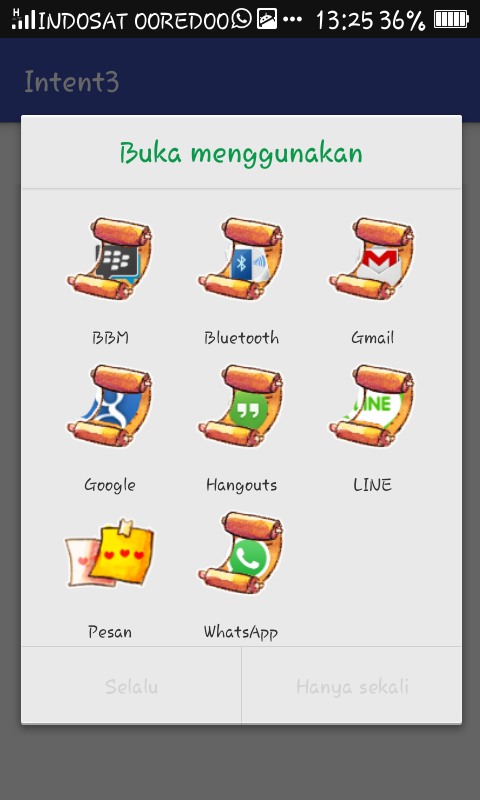 H INDOSAT OOREDOO 13:25 36%
Intent3
Buka menggunakan
BBM Bluetooth Gmail
LINE
Google Hangouts LINE
Pesan WhatsApp
Selalu Hanya sekali